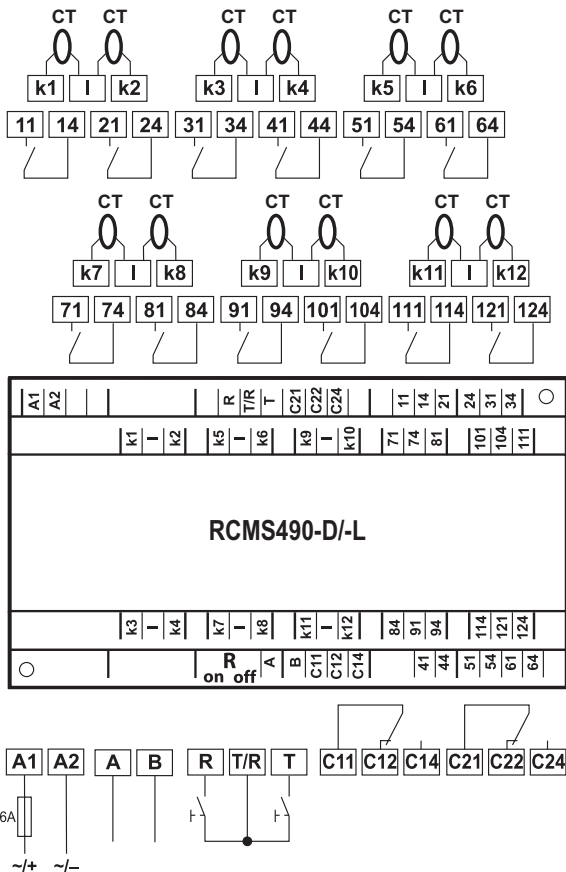 CT CT CT CT CT CT
k1 I k2 k3 I k4 k5 I k6
11 14 21 24 31 34 41 44 51 54 61 64
CT CT CT CT CT CT
k7 I k8 k9 I k10 k11 I k12
71 74 81 84 91 94 101 104 111 114 121 124
A1 A2 R T/R T C21 C22 C24 11 14 21 24 31 34
k1 I k2 k5 I k6 k9 I k10 71 74 81 101 104 111
RCMS490-D/-L
k3 I k4 k7 I k8 k11 I k12 84 91 94 114 121 124
R on off A B C11 C12 C14 41 44 51 54 61 64
A1 A2 A B R T/R T C11 C12 C14 C21 C22 C24
6A
~/+ ~/–